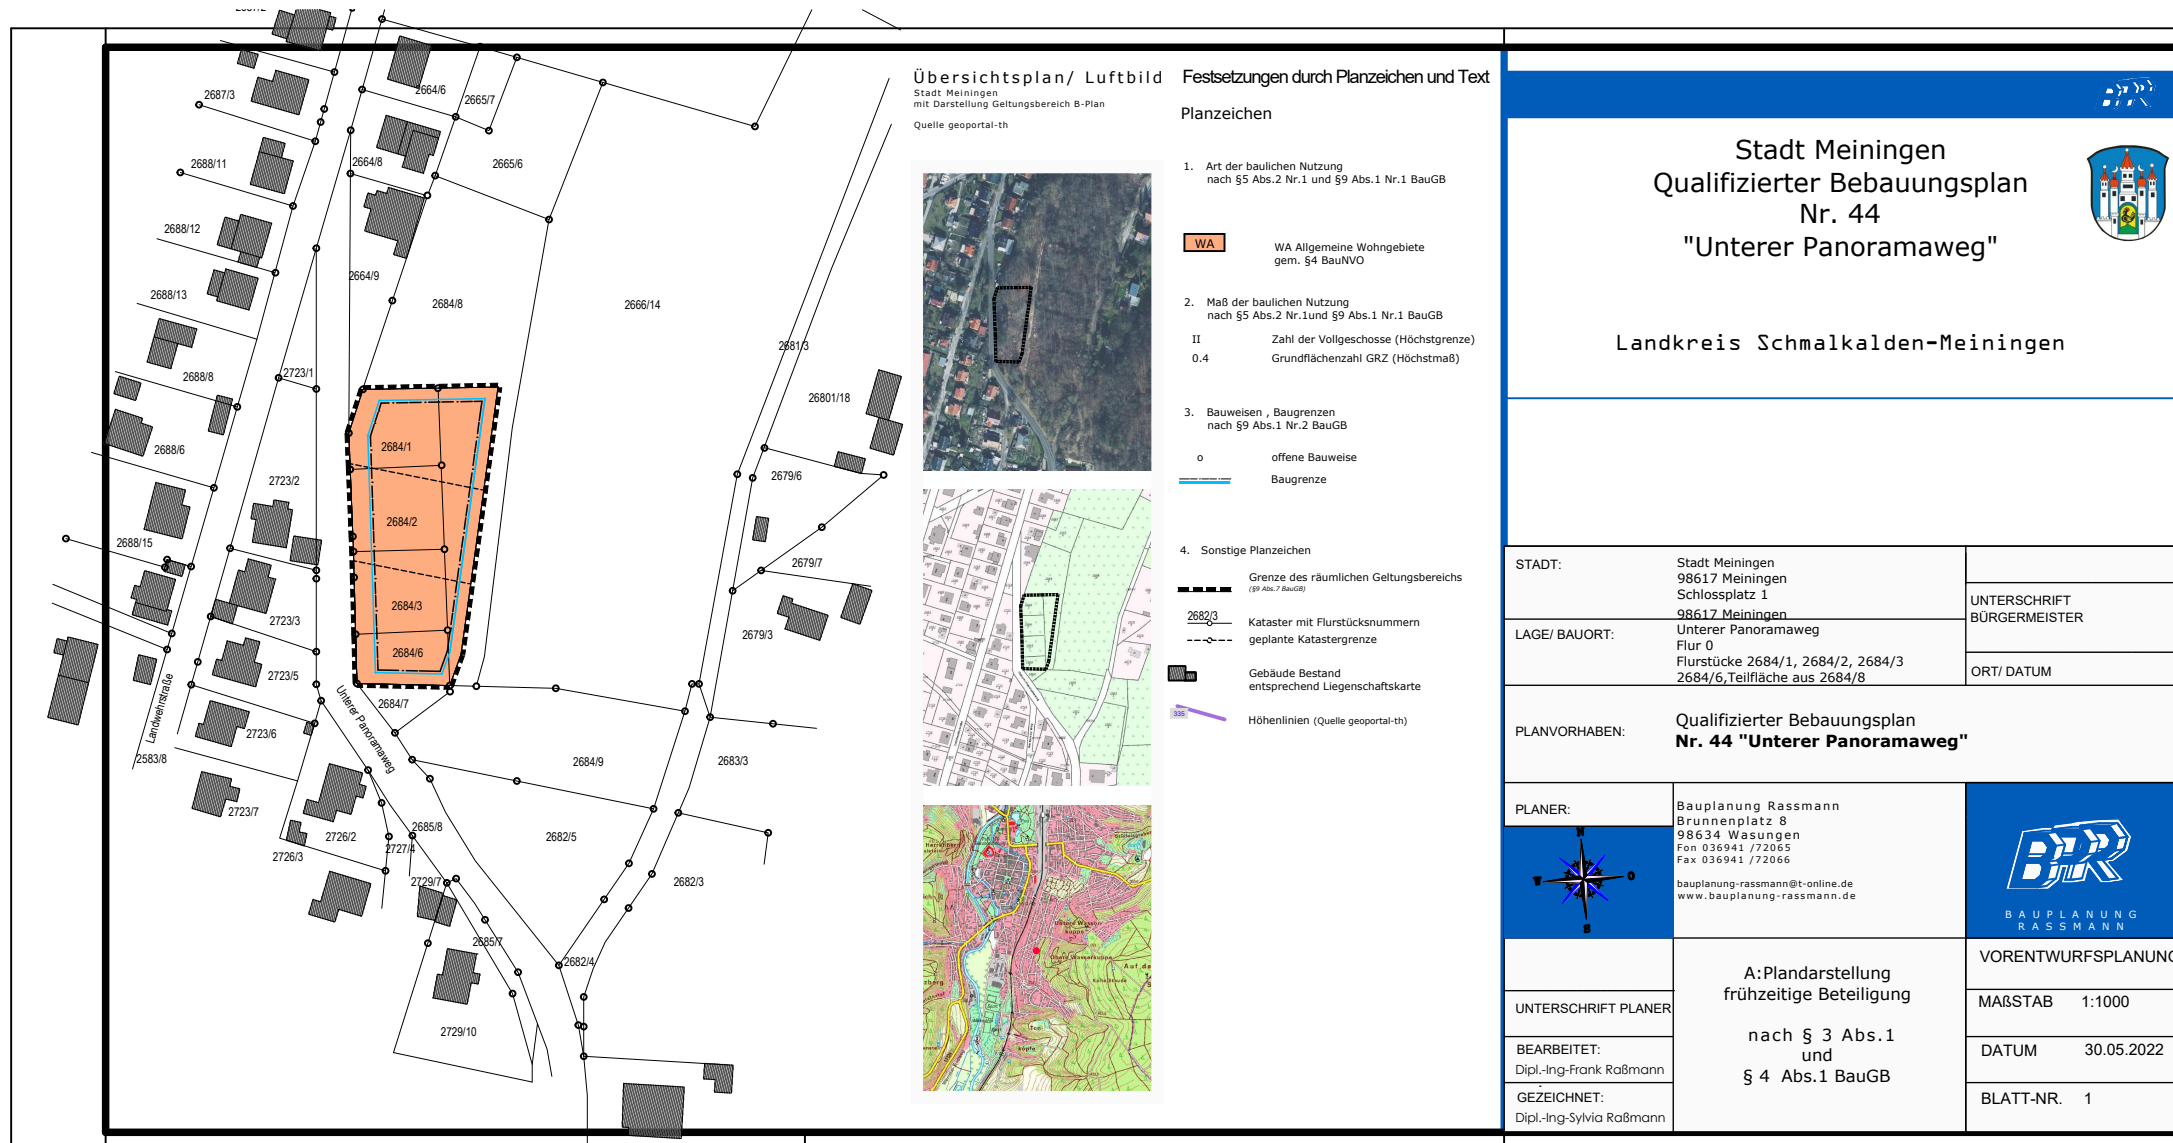 2687/3
2688/11
2688/12
2688/13
2688/8
2688/6
2688/15
2664/6
2665/7
2664/8
2665/6
2664/9
2684/8
2666/14
2681/3
2723/1
26801/18
2684/1
2679/6
2723/2
2684/2
2679/7
2684/3
2723/3
2679/3
2684/6
2723/5
2684/7
Landwehrstraße
Unterer Panoramaweg
2723/6
2583/8
2684/9
2683/3
2723/7
2726/2
2685/8
2682/5
2726/3
2727/4
2729/7
2682/3
2685/7
2682/4
2729/10
Übersichtsplan/ Luftbild
Stadt Meiningen
mit Darstellung Geltungsbereich B-Plan
Quelle geoportal-th
Festsetzungen durch Planzeichen und Text
Planzeichen
1. Art der baulichen Nutzung
nach §5 Abs.2 Nr.1 und §9 Abs.1 Nr.1 BauGB
WA
WA Allgemeine Wohngebiete
gem. §4 BauNVO
2. Maß der baulichen Nutzung
nach §5 Abs.2 Nr.1und §9 Abs.1 Nr.1 BauGB
II Zahl der Vollgeschosse (Höchstgrenze)
0.4 Grundflächenzahl GRZ (Höchstmaß)
3. Bauweisen , Baugrenzen
nach §9 Abs.1 Nr.2 BauGB
o offene Bauweise
Baugrenze
4. Sonstige Planzeichen
Grenze des räumlichen Geltungsbereichs
(§9 Abs.7 BauGB)
2682/3
Kataster mit Flurstücksnummern
geplante Katastergrenze
Gebäude Bestand
entsprechend Liegenschaftskarte
335
Höhenlinien (Quelle geoportal-th)
BPR
Stadt Meiningen
Qualifizierter Bebauungsplan
Nr. 44
"Unterer Panoramaweg"
Landkreis Schmalkalden-Meiningen
STADT:
Stadt Meiningen
98617 Meiningen
Schlossplatz 1
98617 Meiningen
UNTERSCHRIFT
BÜRGERMEISTER
LAGE/ BAUORT:
Unterer Panoramaweg
Flur 0
Flurstücke 2684/1, 2684/2, 2684/3
2684/6,Teilfläche aus 2684/8
ORT/ DATUM
PLANVORHABEN:
Qualifizierter Bebauungsplan
Nr. 44 "Unterer Panoramaweg"
PLANER:
Bauplanung Rassmann
Brunnenplatz 8
98634 Wasungen
Fon 036941 /72065
Fax 036941 /72066
bauplanung-rassmann@t-online.de
www.bauplanung-rassmann.de
N
W
O
S
BPR
BAUPLANUNG
RASSMANN
A:Plandarstellung
frühzeitige Beteiligung
nach § 3 Abs.1
und
§ 4 Abs.1 BauGB
VORENTWURFSPLANUNG
UNTERSCHRIFT PLANER
MAßSTAB 1:1000
BEARBEITET:
Dipl.-Ing-Frank Raßmann
DATUM 30.05.2022
GEZEICHNET:
Dipl.-Ing-Sylvia Raßmann
BLATT-NR. 1